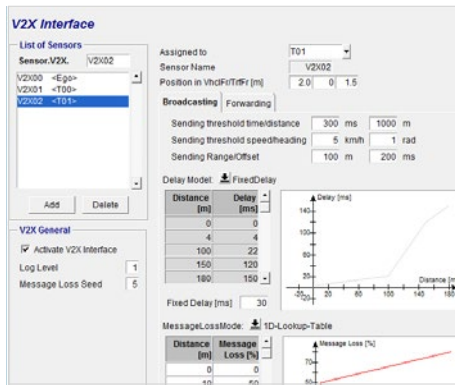 V2X Interface
List of Sensors
Sensor.V2X. V2X02
V2X00 <Ego>
V2X01 <T00>
V2X02 <T01>
Add Delete
V2X General
Activate V2X Interface
Log Level 1
Message Loss Seed 5
Assigned to T01
Sensor Name V2X02
Position in VhclFr/TrfFr [m] 2.0 0 1.5
Broadcasting Forwarding
Sending threshold time/distance 300 ms 1000 m
Sending threshold speed/heading 5 km/h 1 rad
Sending Range/Offset 100 m 200 ms
Delay Model: FixedDelay
Distance [m] Delay [ms]
0 0
4 4
100 22
150 120
180 150
Delay [ms]
140
100
60
20
Distance [m
20 60 100 140 180
Fixed Delay [ms] 30
MessageLossMode: 1D-Lookup-Table
Distance [m] Message Loss [%]
0 0
10 50
Message Loss [%]
70
60